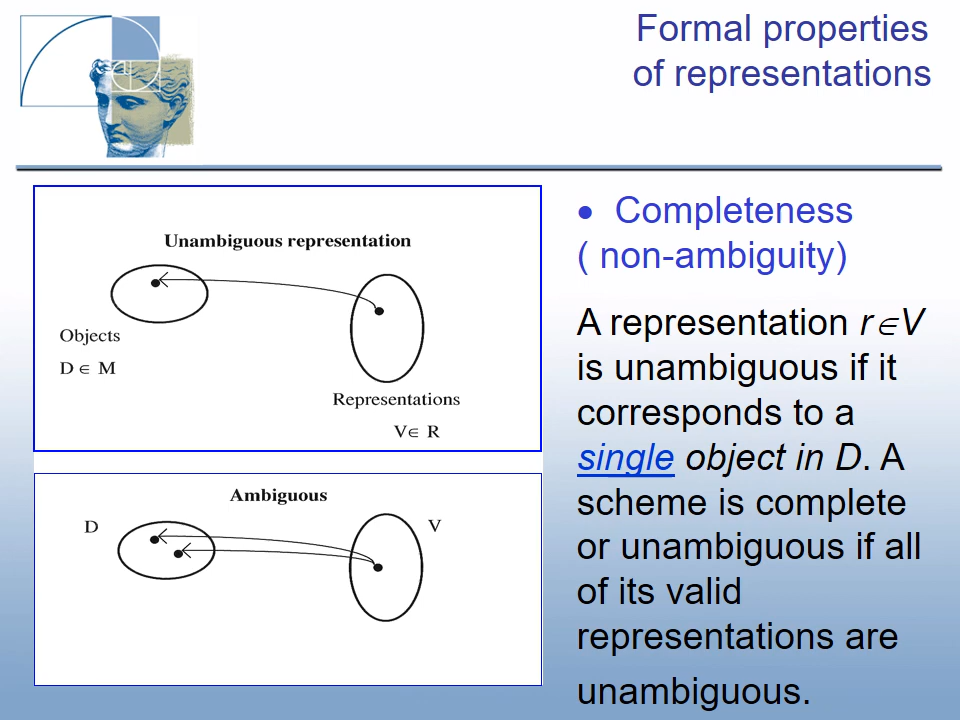 Formal properties
of representations
Unambiguous representation
Objects
D ∈ M
Representations
V∈ R
Ambiguous
D
V
• Completeness
( non-ambiguity)
A representation r∈V
is unambiguous if it
corresponds to a
single object in D. A
scheme is complete
or unambiguous if all
of its valid
representations are
unambiguous.